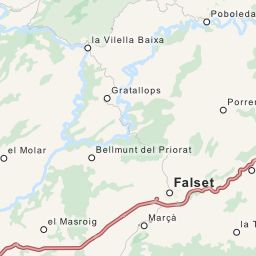 Poboleda
la Vilella Baixa
Gratallops
Porrer
el Molar
Bellmunt del Priorat
Falset
el Masroig
Marçà
la T